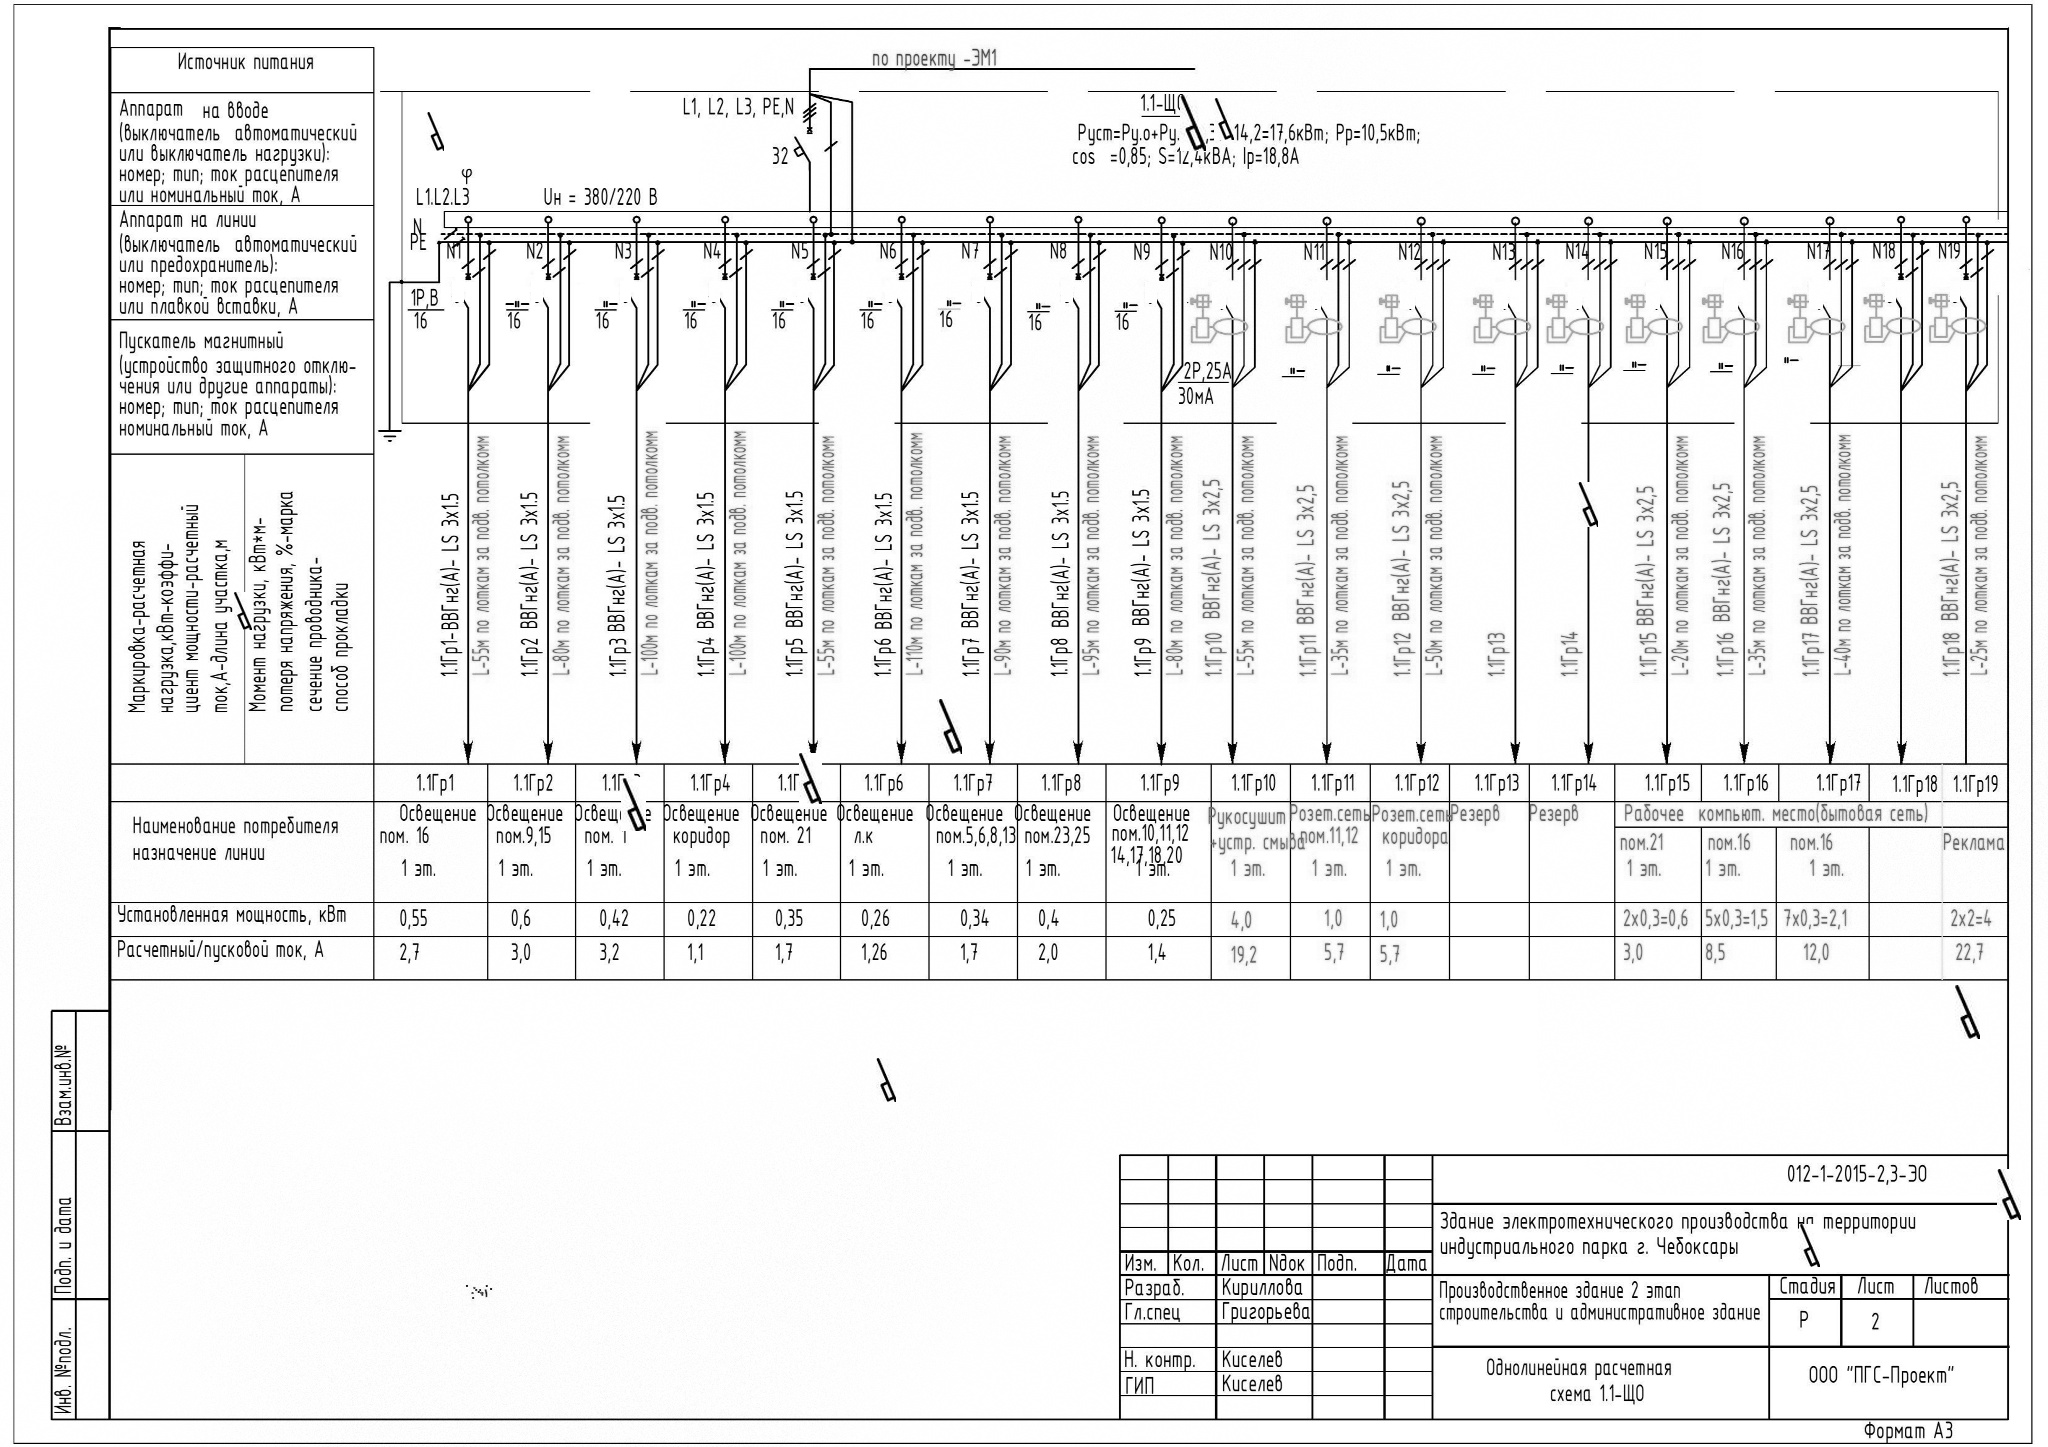 Источник питания
Аппарат на вводе
(выключатель автоматический
или выключатель нагрузки):
номер; тип; ток расцепителя
или номинальный ток, А
Аппарат на линии
(выключатель автоматический
или предохранитель):
номер; тип; ток расцепителя
или плавкой вставки, А
Пускатель магнитный
(устройство защитного отклю-
чения или другие аппараты):
номер; тип; ток расцепителя
номинальный ток, А
Маркировка-расчетная
нагрузка,кВт-коэффи-
циент мощности-расчетный
ток,А-длина участка,м
Момент нагрузки, кВт*м-
потеря напряжения, %-марка
сечение проводника-
способ прокладки
по проекту -ЭМ1
L1, L2, L3, PE,N
32
1.1-Щ
Руст=Ру.о+Ру. 14,2=17,6кВт; Рр=10,5кВт;
cos =0,85; S=12,4кВА; Iр=18,8А
φ
L1.L2.L3
Uн = 380/220 В
N
PE
N1 N2 N3 N4 N5 N6 N7 N8 N9 N10 N11 N12 N13 N14 N15 N16 N17 N18 N19
1Р,В
16
"- 16
"- 16
"- 16
"- 16
"- 16
"- 16
"- 16
"- 16
2Р,25А
30мА
"- "- "- "- "- "- "-
1.1Гр1-ВВГнг(А)- LS 3х1.5
L-55м по лоткам за подв. потолкомм
1.1Гр2 ВВГнг(А)- LS 3х1.5
L-80м по лоткам за подв. потолкомм
1.1Гр3 ВВГнг(А)- LS 3х1.5
L-100м по лоткам за подв. потолкомм
1.1Гр4 ВВГнг(А)- LS 3х1.5
L-100м по лоткам за подв. потолкомм
1.1Гр5 ВВГнг(А)- LS 3х1.5
L-55м по лоткам за подв. потолкомм
1.1Гр6 ВВГнг(А)- LS 3х1.5
L-110м по лоткам за подв. потолкомм
1.1Гр7 ВВГнг(А)- LS 3х1.5
L-90м по лоткам за подв. потолкомм
1.1Гр8 ВВГнг(А)- LS 3х1.5
L-95м по лоткам за подв. потолкомм
1.1Гр9 ВВГнг(А)- LS 3х1.5
L-80м по лоткам за подв. потолкомм
1.1Гр10 ВВГнг(А)- LS 3х2,5
L-55м по лоткам за подв. потолкомм
1.1Гр11 ВВГнг(А)- LS 3х2,5
L-35м по лоткам за подв. потолкомм
1.1Гр12 ВВГнг(А)- LS 3х2,5
L-50м по лоткам за подв. потолкомм
1.1Гр13
1.1Гр14
1.1Гр15 ВВГнг(А)- LS 3х2,5
L-20м по лоткам за подв. потолкомм
1.1Гр16 ВВГнг(А)- LS 3х2,5
L-35м по лоткам за подв. потолкомм
1.1Гр17 ВВГнг(А)- LS 3х2,5
L-40м по лоткам за подв. потолкомм
1.1Гр18 ВВГнг(А)- LS 3х2,5
L-25м по лоткам за подв. потолкомм
1.1Гр1 1.1Гр2 1.1Г 1.1Гр4 1.1Г 1.1Гр6 1.1Гр7 1.1Гр8 1.1Гр9 1.1Гр10 1.1Гр11 1.1Гр12 1.1Гр13 1.1Гр14 1.1Гр15 1.1Гр16 1.1Гр17 1.1Гр18 1.1Гр19
Наименование потребителя
назначение линии
Освещение
пом. 16
1 эт.
Освещение
пом.9,15
1 эт.
Освещение
пом.
1 эт.
Освещение
коридор
1 эт.
Освещение
пом. 21
1 эт.
Освещение
л.к
1 эт.
Освещение
пом.5,6,8,13
1 эт.
Освещение
пом.23,25
1 эт.
Освещение
пом.10,11,12
14,17,18,20
1 эт.
Рукосушит
+устр. смыва
1 эт.
Розет.сеть
пом.11,12
1 эт.
Розет.сеть
коридора
1 эт.
Резерв
Резерв
Рабочее компьют. место(бытовая сеть)
пом.21
1 эт.
пом.16
1 эт.
пом.16
1 эт.
Реклама
Установленная мощность, кВт 0,55 0,6 0,42 0,22 0,35 0,26 0,34 0,4 0,25 4,0 1,0 1,0 2х0,3=0,6 5х0,3=1,5 7х0,3=2,1 2х2=4
Расчетный/пусковой ток, А 2,7 3,0 3,2 1,1 1,7 1,26 1,7 2,0 1,4 19,2 5,7 5,7 3,0 8,5 12,0 22,7
Взам.инв.№
Подп. и дата
Инв. №подл.
012-1-2015-2,3-ЭО
Здание электротехнического производства на территории
индустриального парка г. Чебоксары
Изм. Кол. Лист Nдок Подп. Дата
Разраб. Кириллова
Гл.спец Григорьева
Н. контр. Киселев
ГИП Киселев
Производственное здание 2 этап
строительства и административное здание
Стадия Лист Листов
Р 2
Однолинейная расчетная
схема 1.1-ЩО
ООО "ПГС-Проект"
Формат А3